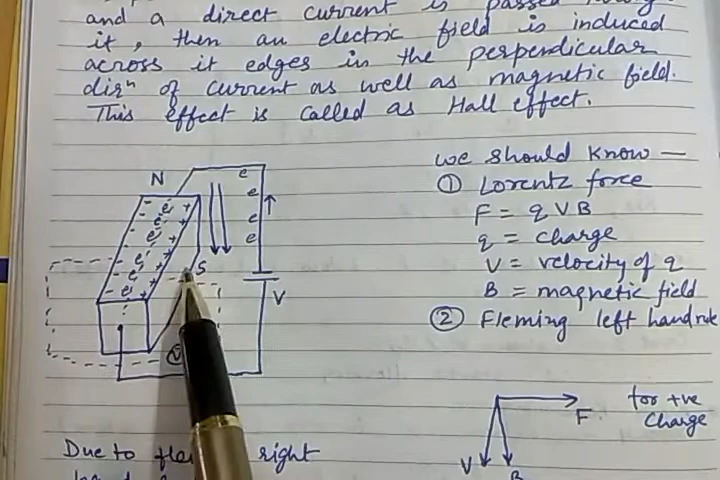 and a direct current is passed
it, then an electric field is induced
across it edges in the perpendicular
dirⁿ of current as well as magnetic field.
This effect is called as Hall effect.
we should know —
① Lorentz force
F = qVB
q = charge
V = velocity of q
B = magnetic field
② Fleming left hand rule
N
e
e
e
e
S
V
V
F
for +ve
charge
V
B
Due to right